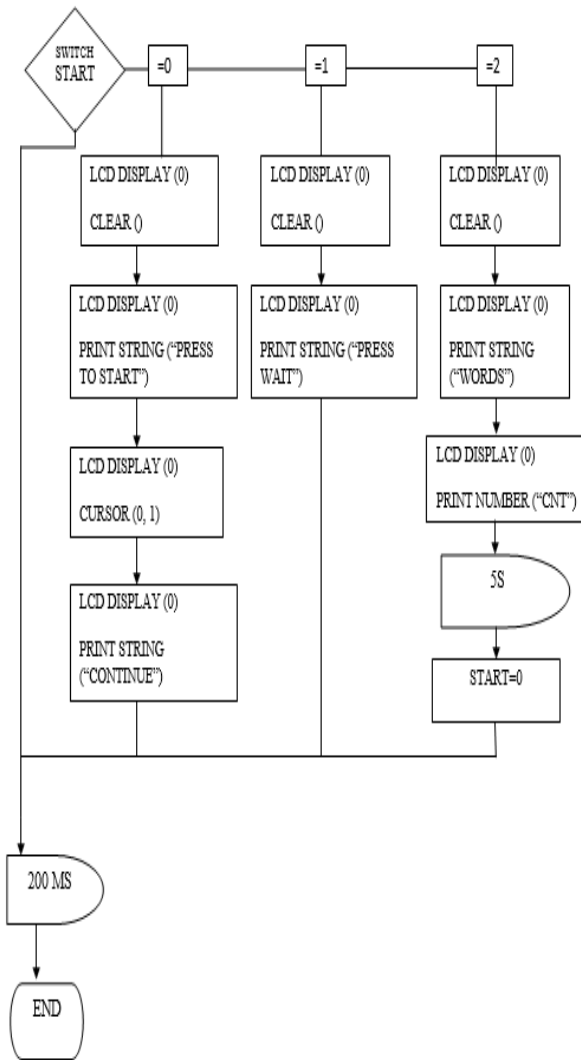 SWITCH
START
=0
=1
=2
LCD DISPLAY (0)
CLEAR ()
LCD DISPLAY (0)
PRINT STRING (“PRESS
TO START”)
LCD DISPLAY (0)
CURSOR (0, 1)
LCD DISPLAY (0)
PRINT STRING
(“CONTINUE”)
LCD DISPLAY (0)
CLEAR ()
LCD DISPLAY (0)
PRINT STRING (“PRESS
WAIT”)
LCD DISPLAY (0)
CLEAR ()
LCD DISPLAY (0)
PRINT STRING
(“WORDS”)
LCD DISPLAY (0)
PRINT NUMBER (“CNT”)
5S
START=0
200 MS
END